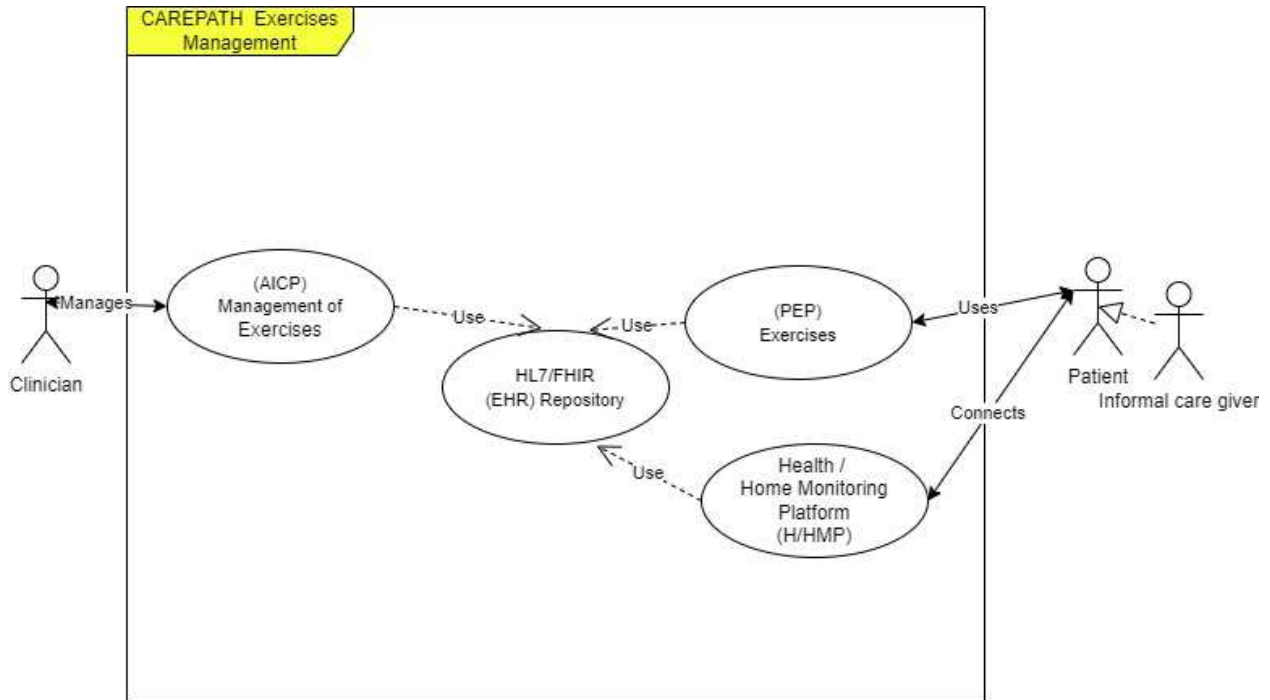 CAREPATH Exercises
Management
(AICP)
Management of
Exercises
Manages
Clinician
Use
Use
HL7/FHIR
(EHR) Repository
(PEP)
Exercises
Uses
Patient
Informal care giver
Connects
Use
Health /
Home Monitoring
Platform
(H/HMP)